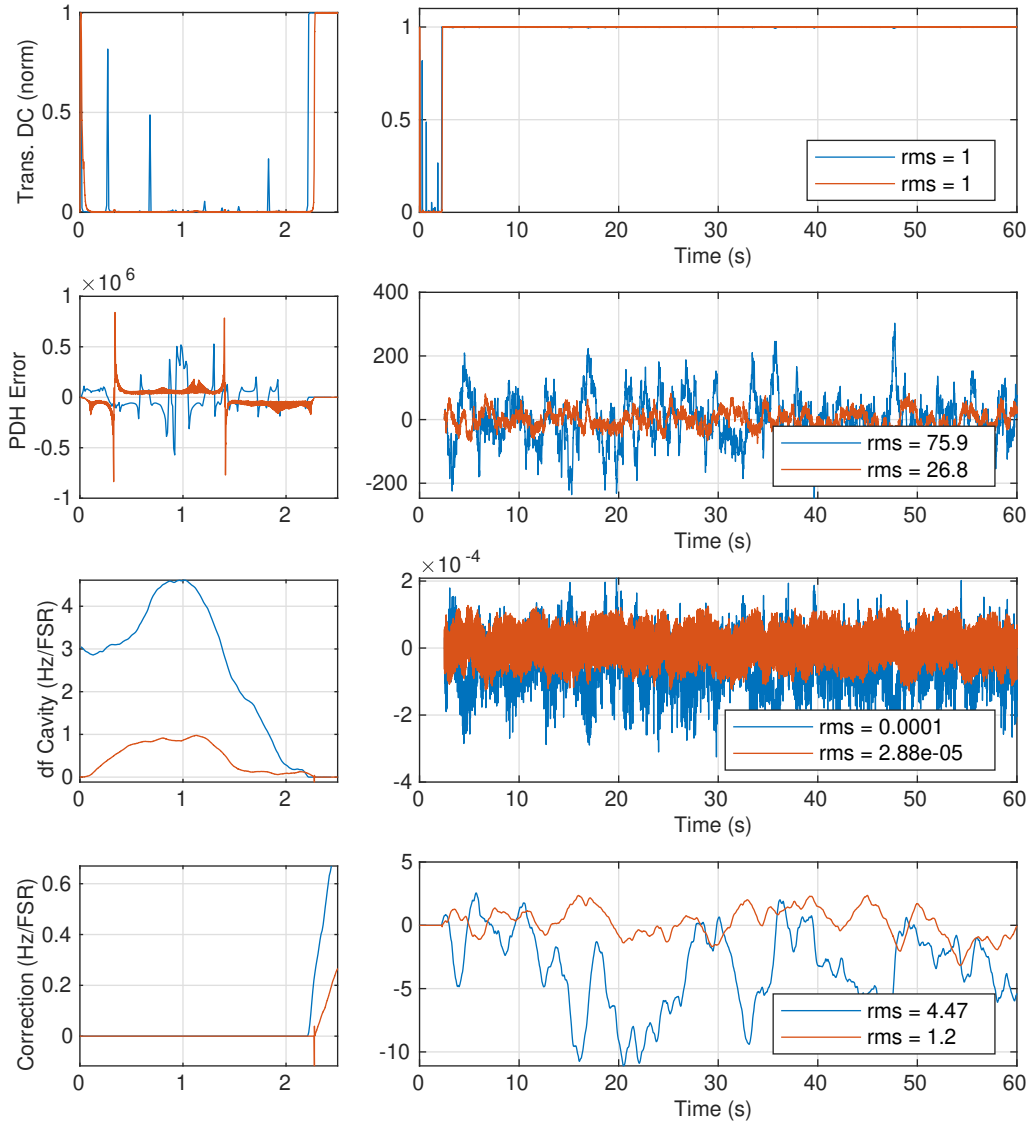 Trans. DC (norm)
1
0.5
0
0 1 2
1
0.5
0
rms = 1
rms = 1
0 10 20 30 40 50 60
Time (s)
PDH Error
×10 6
1
0.5
0
-0.5
-1
0 1 2
400
200
0
-200
rms = 75.9
rms = 26.8
0 10 20 30 40 50 60
Time (s)
df Cavity (Hz/FSR)
4
3
2
1
0
0 1 2
×10 -4
2
0
-2
-4
rms = 0.0001
rms = 2.88e-05
0 10 20 30 40 50 60
Time (s)
Correction (Hz/FSR)
0.6
0.4
0.2
0
0 1 2
5
0
-5
-10
rms = 4.47
rms = 1.2
0 10 20 30 40 50 60
Time (s)